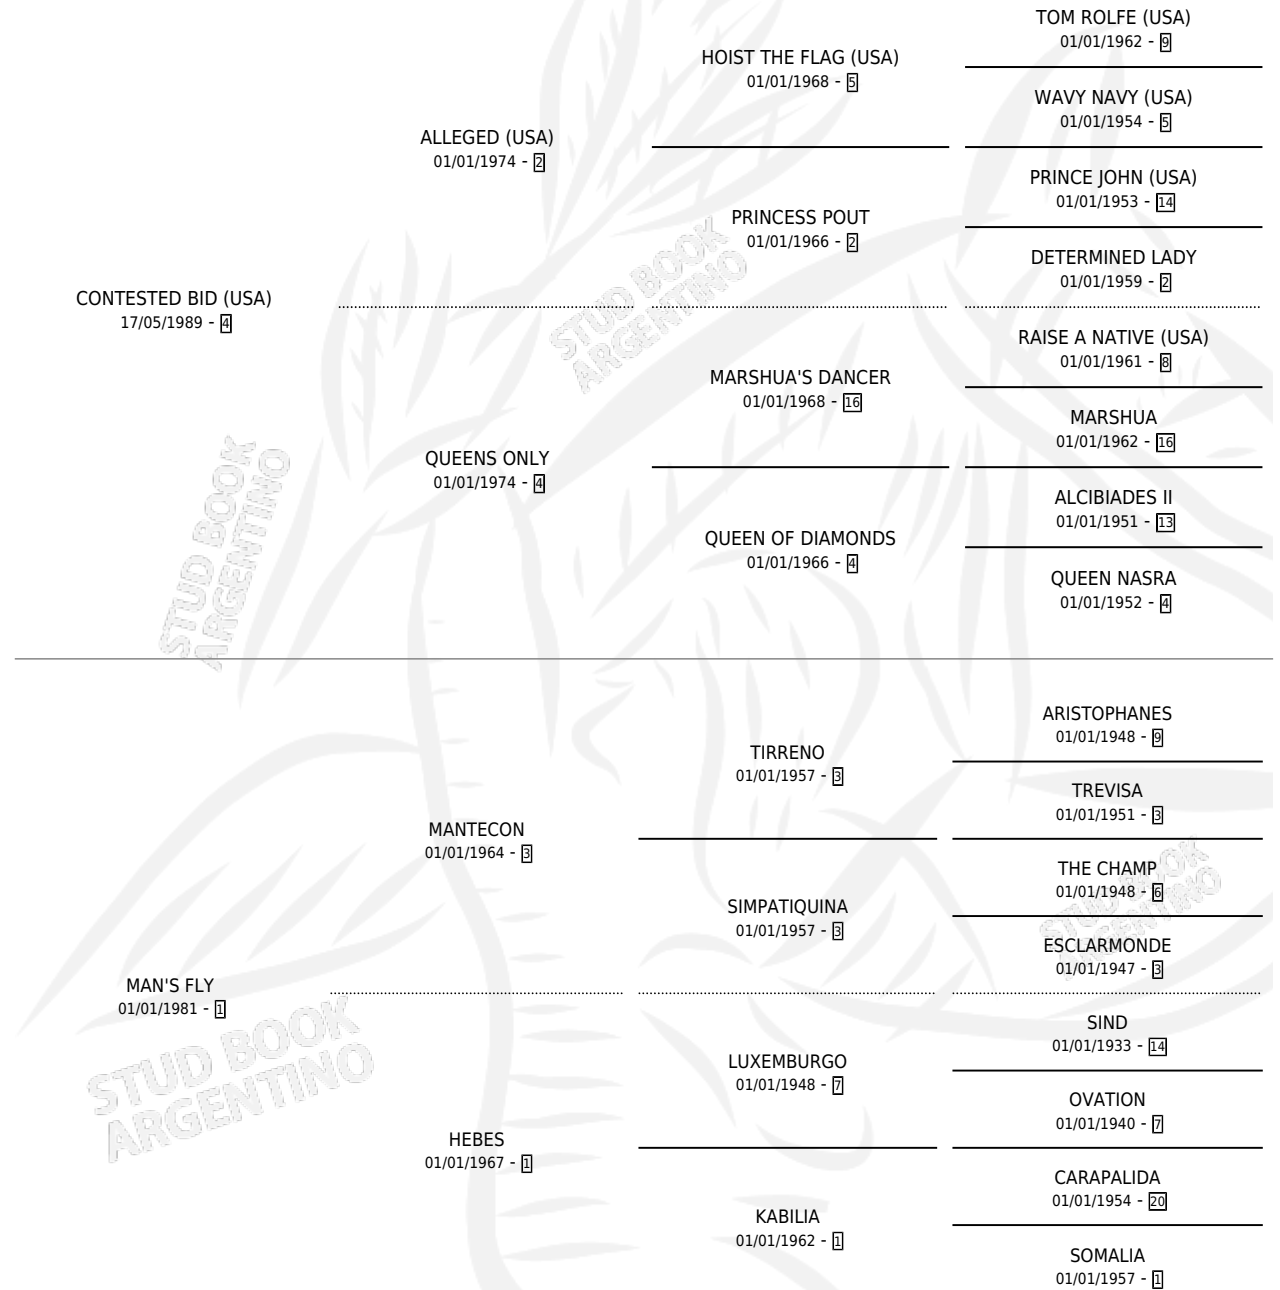 TOM ROLFE (USA)
01/01/1962 - 9
HOIST THE FLAG (USA)
01/01/1968 - 5
WAVY NAVY (USA)
01/01/1954 - 5
ALLEGED (USA)
01/01/1974 - 2
PRINCE JOHN (USA)
01/01/1953 - 14
PRINCESS POUT
01/01/1966 - 2
DETERMINED LADY
01/01/1959 - 2
CONTESTED BID (USA)
17/05/1989 - 4
RAISE A NATIVE (USA)
01/01/1961 - 8
MARSHUA'S DANCER
01/01/1968 - 16
MARSHUA
01/01/1962 - 16
QUEENS ONLY
01/01/1974 - 4
ALCIBIADES II
01/01/1951 - 13
QUEEN OF DIAMONDS
01/01/1966 - 4
QUEEN NASRA
01/01/1952 - 4
ARISTOPHANES
01/01/1948 - 9
TIRRENO
01/01/1957 - 3
TREVISA
01/01/1951 - 3
MANTECON
01/01/1964 - 3
THE CHAMP
01/01/1948 - 6
SIMPATIQUINA
01/01/1957 - 3
ESCLARMONDE
01/01/1947 - 3
MAN'S FLY
01/01/1981 - 1
SIND
01/01/1933 - 14
LUXEMBURGO
01/01/1948 - 7
OVATION
01/01/1940 - 7
HEBES
01/01/1967 - 1
CARAPALIDA
01/01/1954 - 20
KABILIA
01/01/1962 - 1
SOMALIA
01/01/1957 - 1
STUD BOOK
ARGENTINO
STUD BOOK
ARGENTINO
STUD BOOK
ARGENTINO
STUD BOOK
ARGENTINO